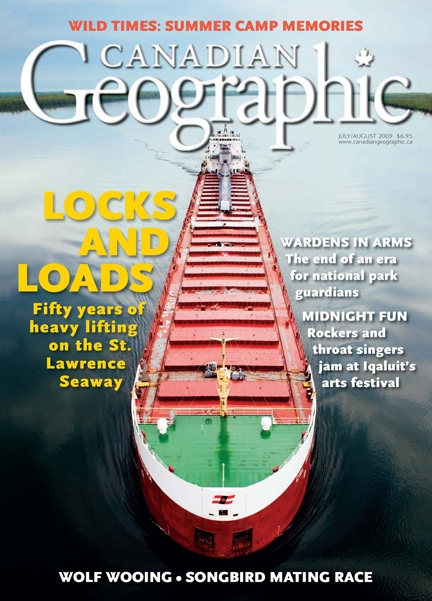 WILD TIMES: SUMMER CAMP MEMORIES
CANADIAN
Geographic
JULY/AUGUST 2009 $6.95
www.canadiangeographic.ca
LOCKS
AND
LOADS
Fifty years of
heavy lifting
on the St.
Lawrence
Seaway
WARDENS IN ARMS
The end of an era
for national park
guardians
MIDNIGHT FUN
Rockers and
throat singers
jam at Iqaluit's
arts festival
WOLF WOOING • SONGBIRD MATING RACE